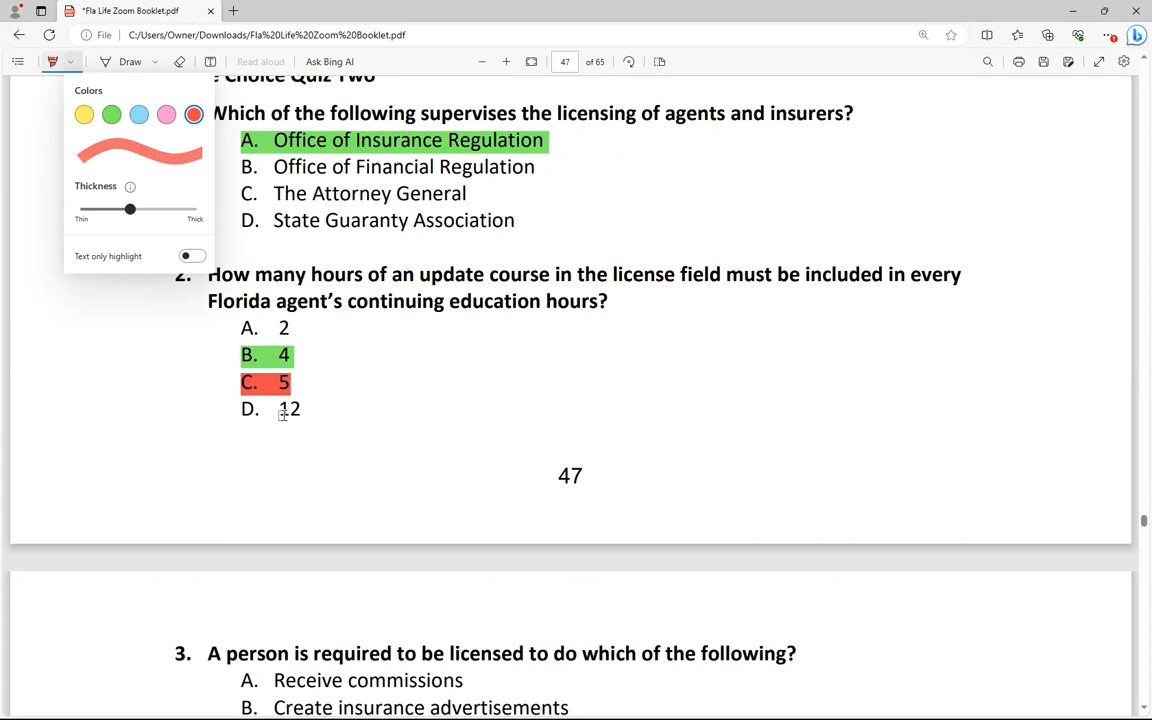 *Fla Life Zoom Booklet.pdf
File
C:/Users/Owner/Downloads/Fla%20Life%20Zoom%20Booklet.pdf
Draw
Read aloud
Ask Bing AI
47
of 65
Choice Quiz Two
Colors
Thickness
Thin
Thick
Text only highlight
Which of the following supervises the licensing of agents and insurers?
A. Office of Insurance Regulation
B. Office of Financial Regulation
C. The Attorney General
D. State Guaranty Association
2. How many hours of an update course in the license field must be included in every
Florida agent's continuing education hours?
A. 2
B. 4
C. 5
D. 12
47
3. A person is required to be licensed to do which of the following?
A. Receive commissions
B. Create insurance advertisements